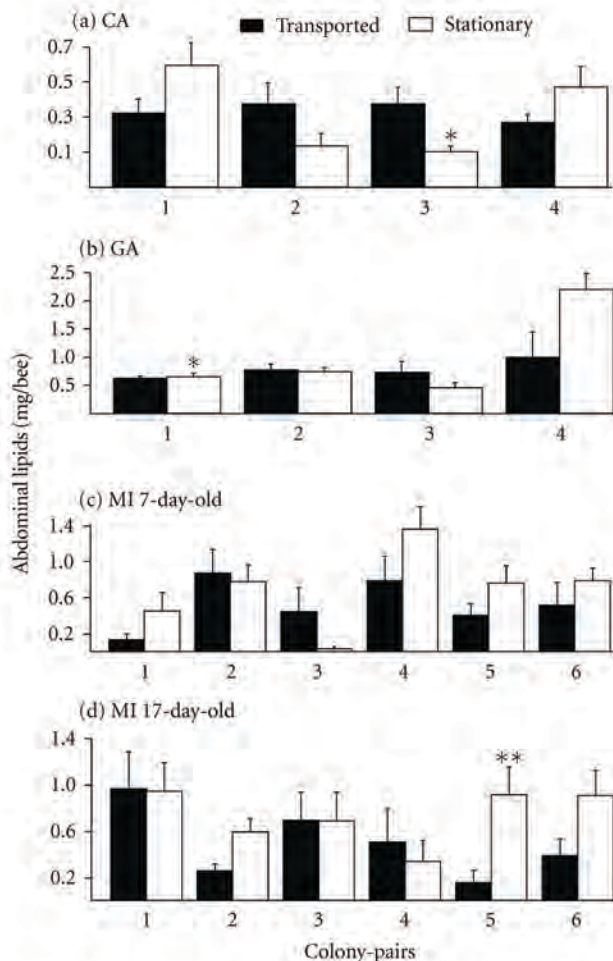 (a) CA
Transported Stationary
0.7
0.5
0.3
*
0.1
1 2 3 4
(b) GA
2.5
2.0
1.5
1.0
*
0.5
1 2 3 4
Abdominal lipids (mg/bee)
(c) MI 7-day-old
1.4
1.0
0.6
0.2
1 2 3 4 5 6
(d) MI 17-day-old
1.4
**
1.0
0.6
0.2
1 2 3 4 5 6
Colony-pairs